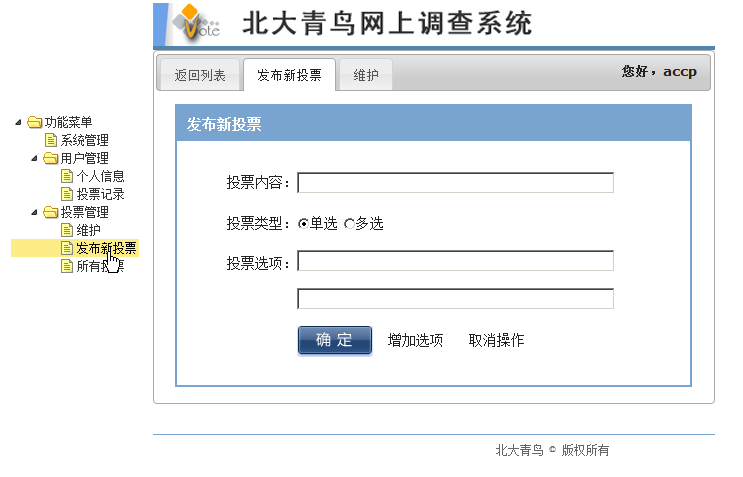 Vote
北大青鸟网上调查系统
返回列表 发布新投票 维护 您好，accp
功能菜单
系统管理
用户管理
个人信息
投票记录
投票管理
维护
发布新投票
所有投票
发布新投票
投票内容：
投票类型： 单选 多选
投票选项：
确 定 增加选项 取消操作
北大青鸟 © 版权所有